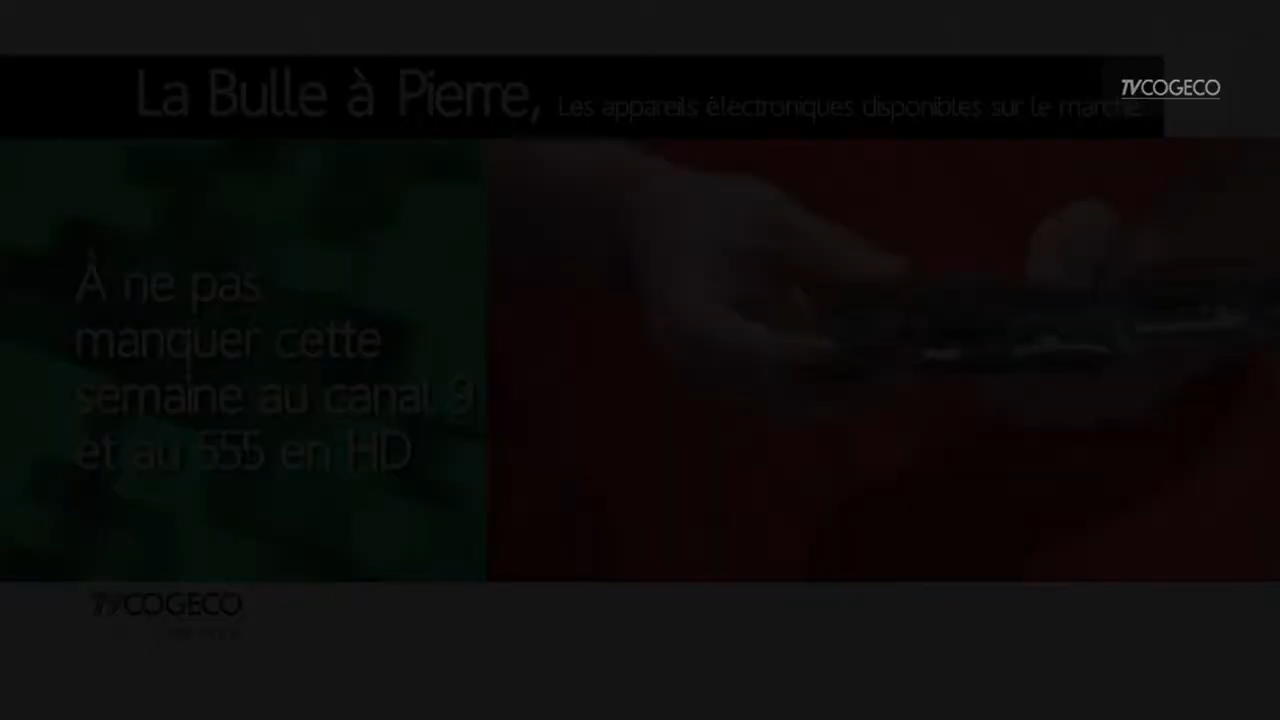 La Bulle à Pierre, Les appareils électroniques disponibles sur le marché
TVCOGECO
À ne pas
manquer cette
semaine au canal 9
et au 555 en HD
TVCOGECO